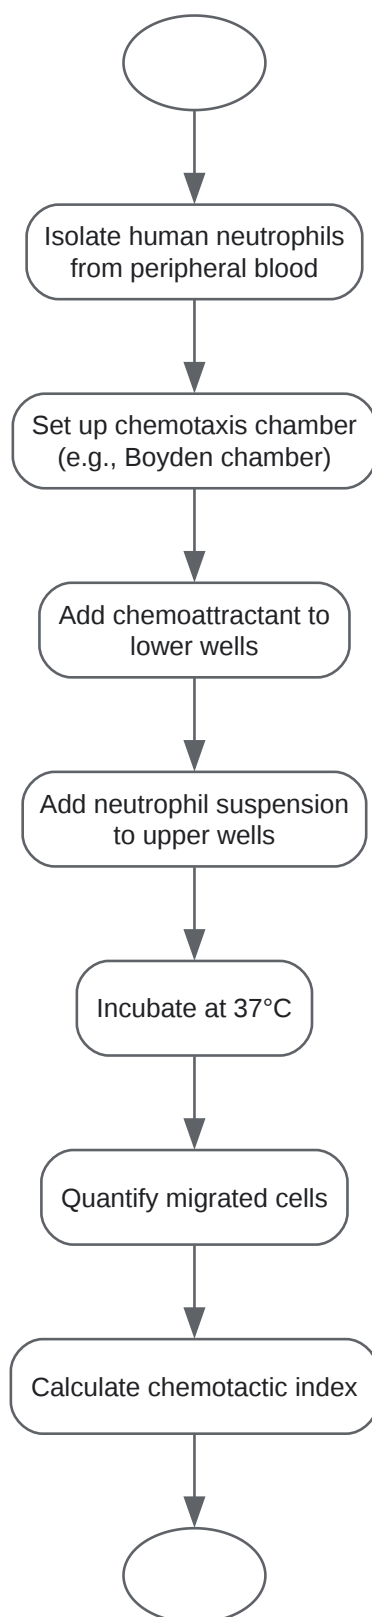 Isolate human neutrophils
from peripheral blood
Set up chemotaxis chamber
(e.g., Boyden chamber)
Add chemoattractant to
lower wells
Add neutrophil suspension
to upper wells
Incubate at 37°C
Quantify migrated cells
Calculate chemotactic index